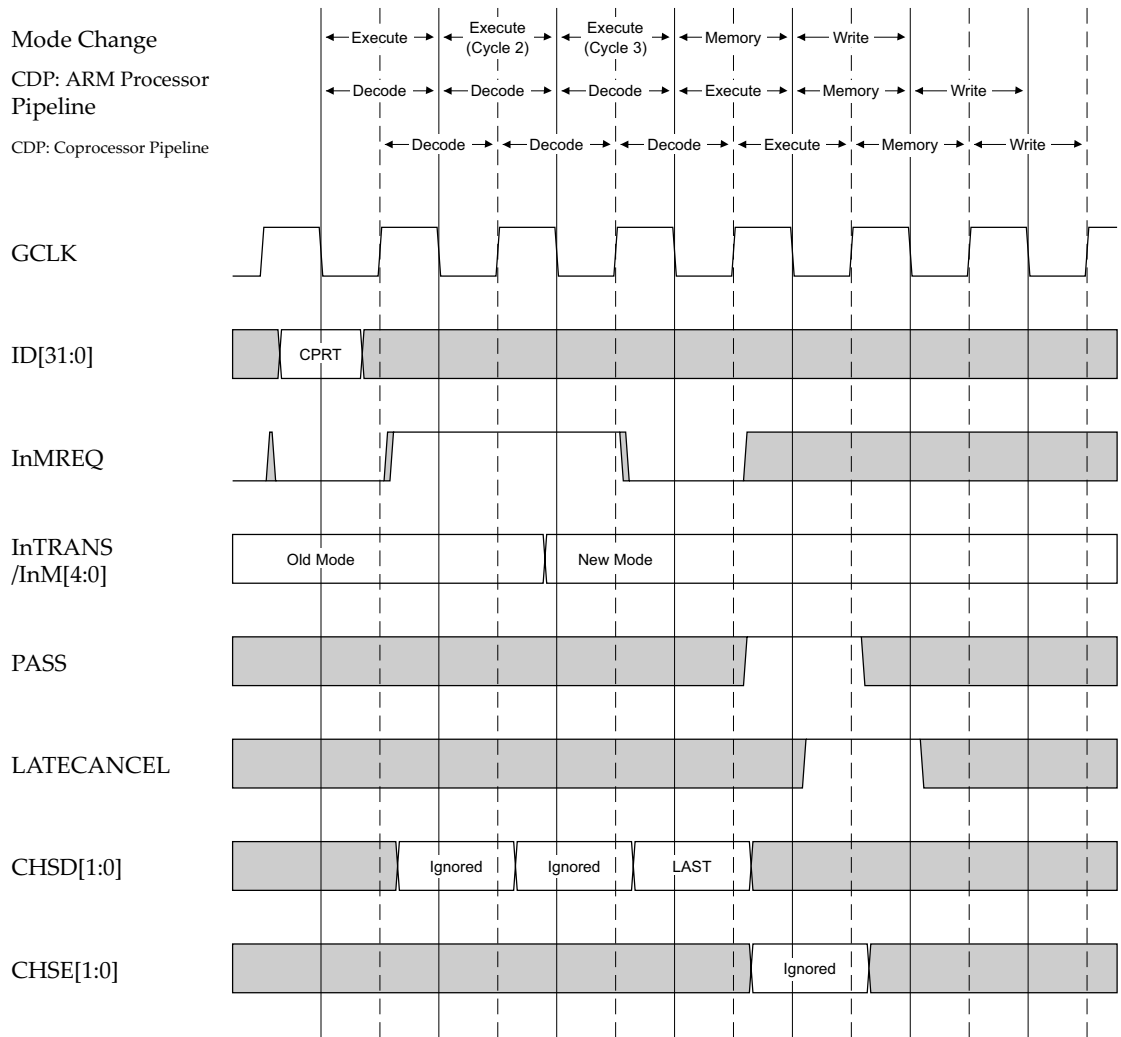 Mode Change
Execute
Execute
(Cycle 2)
Execute
(Cycle 3)
Memory
Write
CDP: ARM Processor
Pipeline
Decode
Decode
Decode
Execute
Memory
Write
CDP: Coprocessor Pipeline
Decode
Decode
Decode
Execute
Memory
Write
GCLK
ID[31:0]
CPRT
InMREQ
InTRANS
/InM[4:0]
Old Mode
New Mode
PASS
LATECANCEL
CHSD[1:0]
Ignored
Ignored
LAST
CHSE[1:0]
Ignored